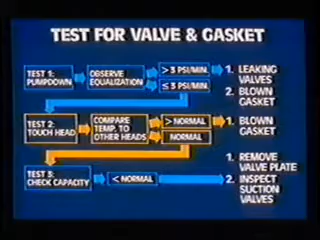 TEST FOR VALVE & GASKET
TEST 1:
PUMPDOWN
OBSERVE
EQUALIZATION
> 3 PSI/MIN.
≤ 3 PSI/MIN.
1. LEAKING
VALVES
2. BLOWN
GASKET
TEST 2:
TOUCH HEAD
COMPARE
TEMP. TO
OTHER HEADS
> NORMAL
NORMAL
1. BLOWN
GASKET
TEST 3:
CHECK CAPACITY
< NORMAL
1. REMOVE
VALVE PLATE
2. INSPECT
SUCTION
VALVES